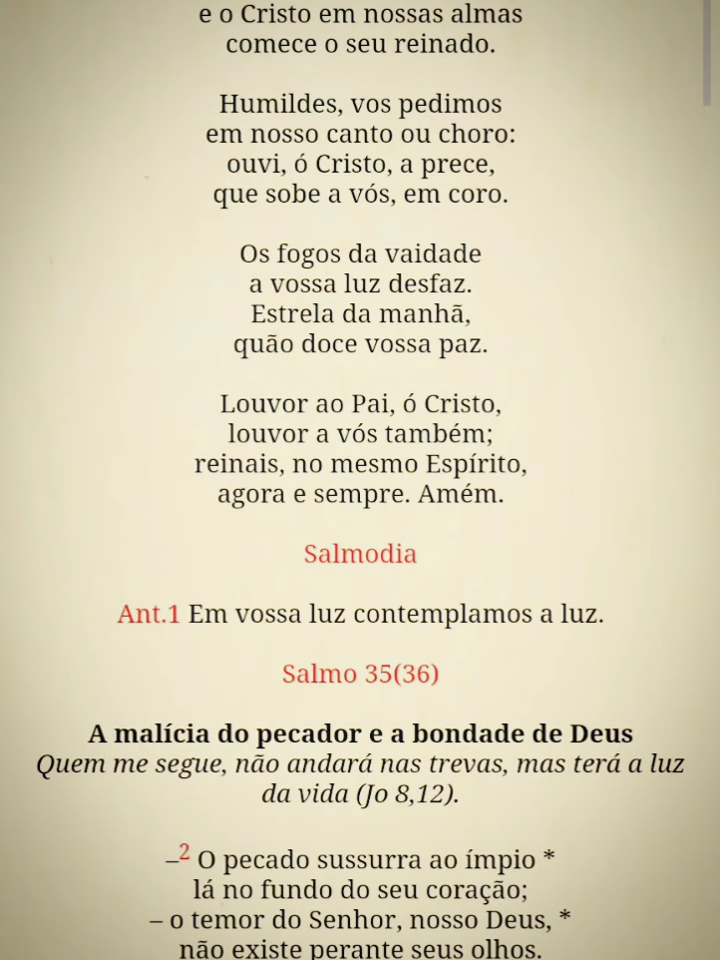 e o Cristo em nossas almas
comece o seu reinado.
Humildes, vos pedimos
em nosso canto ou choro:
ouvi, ó Cristo, a prece,
que sobe a vós, em coro.
Os fogos da vaidade
a vossa luz desfaz.
Estrela da manhã,
quão doce vossa paz.
Louvor ao Pai, ó Cristo,
louvor a vós também;
reinais, no mesmo Espírito,
agora e sempre. Amém.
Salmodia
Ant.1 Em vossa luz contemplamos a luz.
Salmo 35(36)
A malícia do pecador e a bondade de Deus
Quem me segue, não andará nas trevas, mas terá a luz
da vida (Jo 8,12).
–2 O pecado sussurra ao ímpio *
lá no fundo do seu coração;
– o temor do Senhor, nosso Deus, *
não existe perante seus olhos.